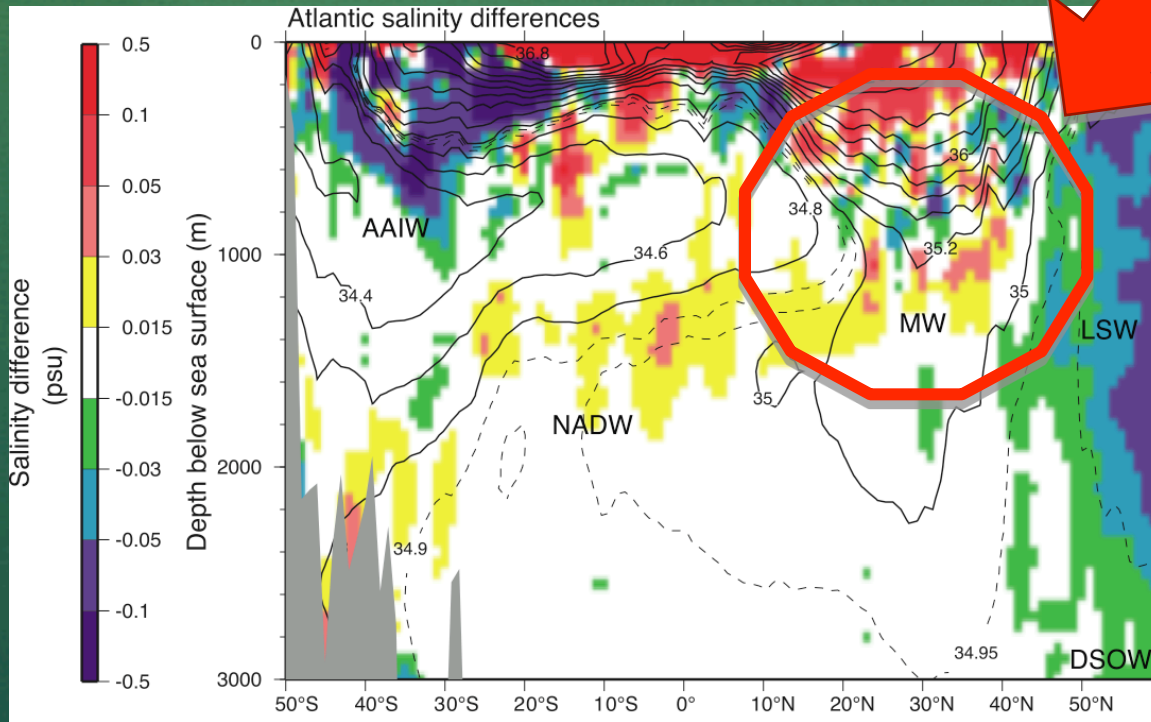 Atlantic salinity differences
0.5
0.1
0.05
0.03
0.015
-0.015
-0.03
-0.05
-0.1
-0.5
Salinity difference
(psu)
Depth below sea surface (m)
0
1000
2000
3000
36.8
36
34.8
AAIW
35.2
34.6
34.4
35
MW
LSW
35
NADW
34.9
34.95
DSOW
50°S 40°S 30°S 20°S 10°S 0° 10°N 20°N 30°N 40°N 50°N